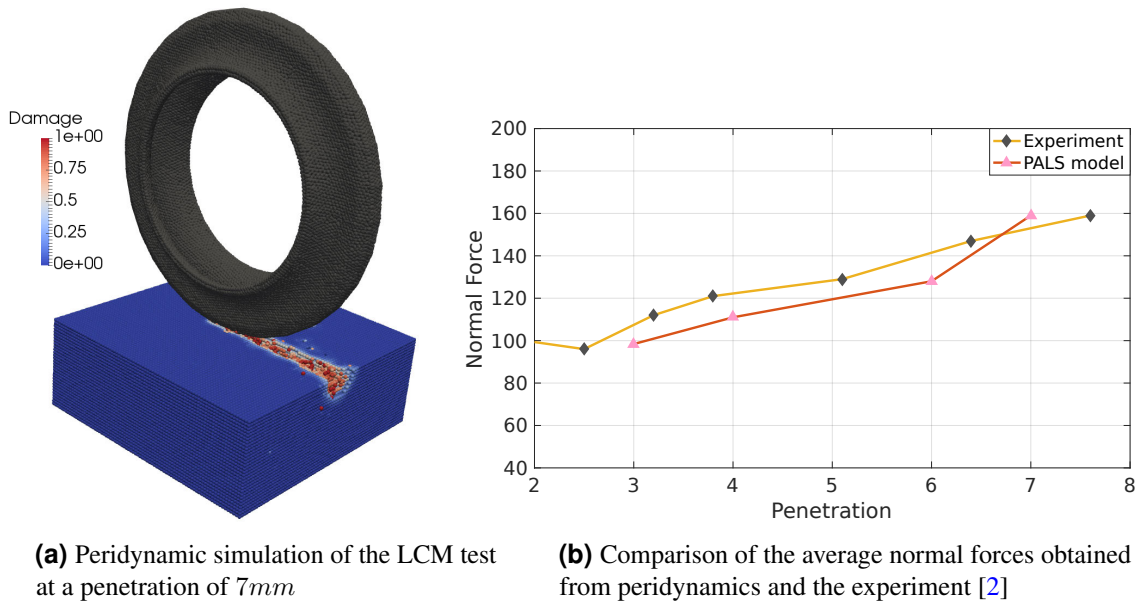 Damage
1e+00
0.75
0.5
0.25
0e+00
200
180
160
140
120
100
80
60
40
Normal Force
Experiment
PALS model
2 3 4 5 6 7 8
Penetration
(a) Peridynamic simulation of the LCM test
at a penetration of 7mm
(b) Comparison of the average normal forces obtained
from peridynamics and the experiment [2]